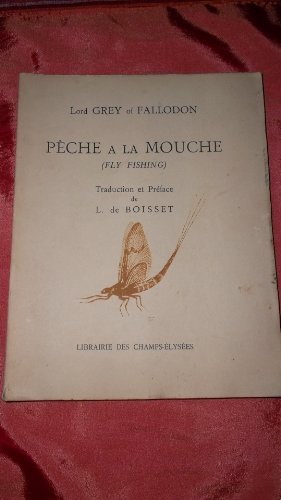 Lord GREY of FALLODON
PÊCHE A LA MOUCHE
(FLY FISHING)
Traduction et Préface
de
L. de BOISSET
LIBRAIRIE DES CHAMPS-ÉLYSÉES